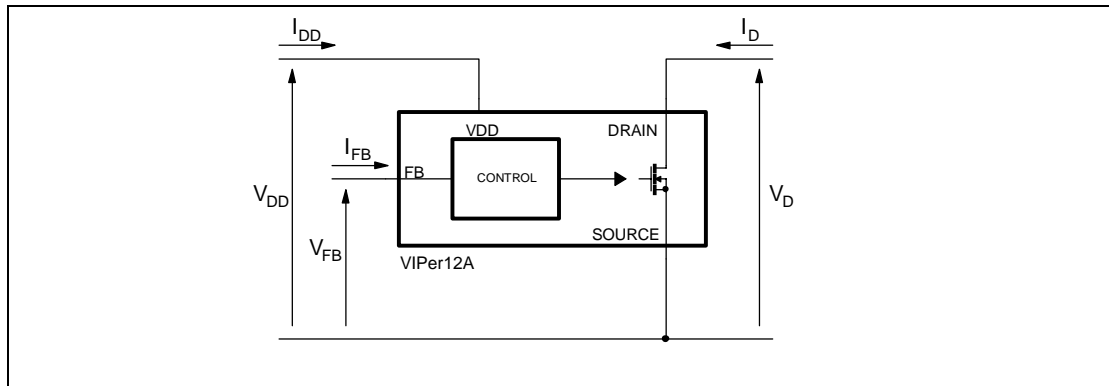 I_DD
I_D
VDD
DRAIN
I_FB
FB
CONTROL
V_DD
V_D
V_FB
SOURCE
VIPer12A